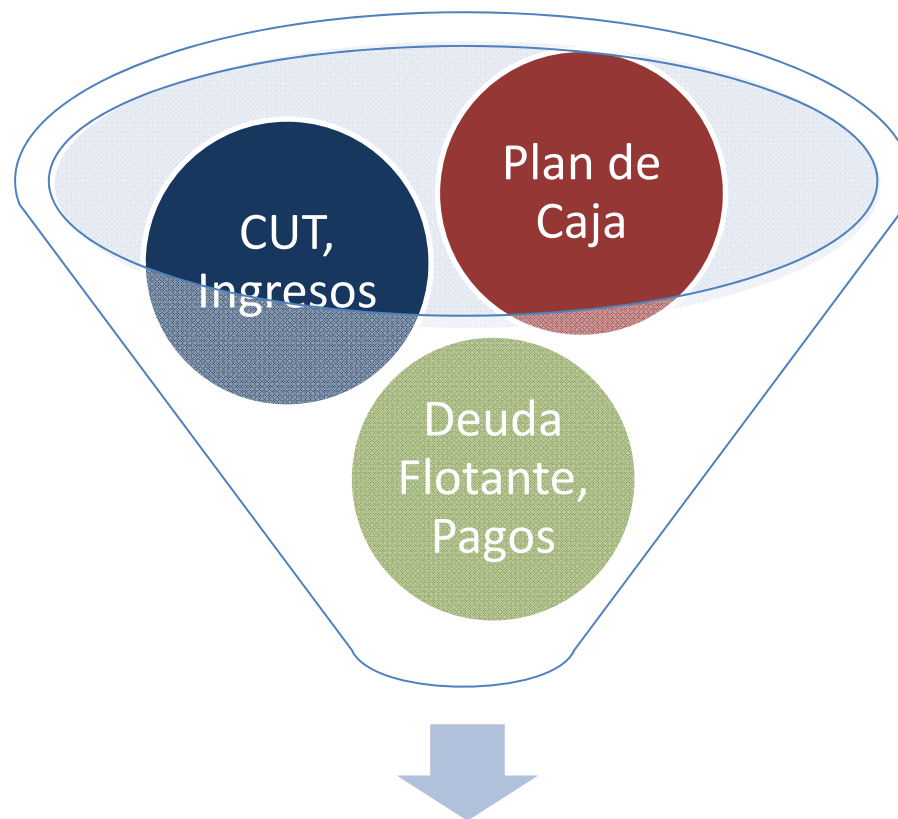 CUT,
Ingresos
Plan de
Caja
Deuda
Flotante,
Pagos